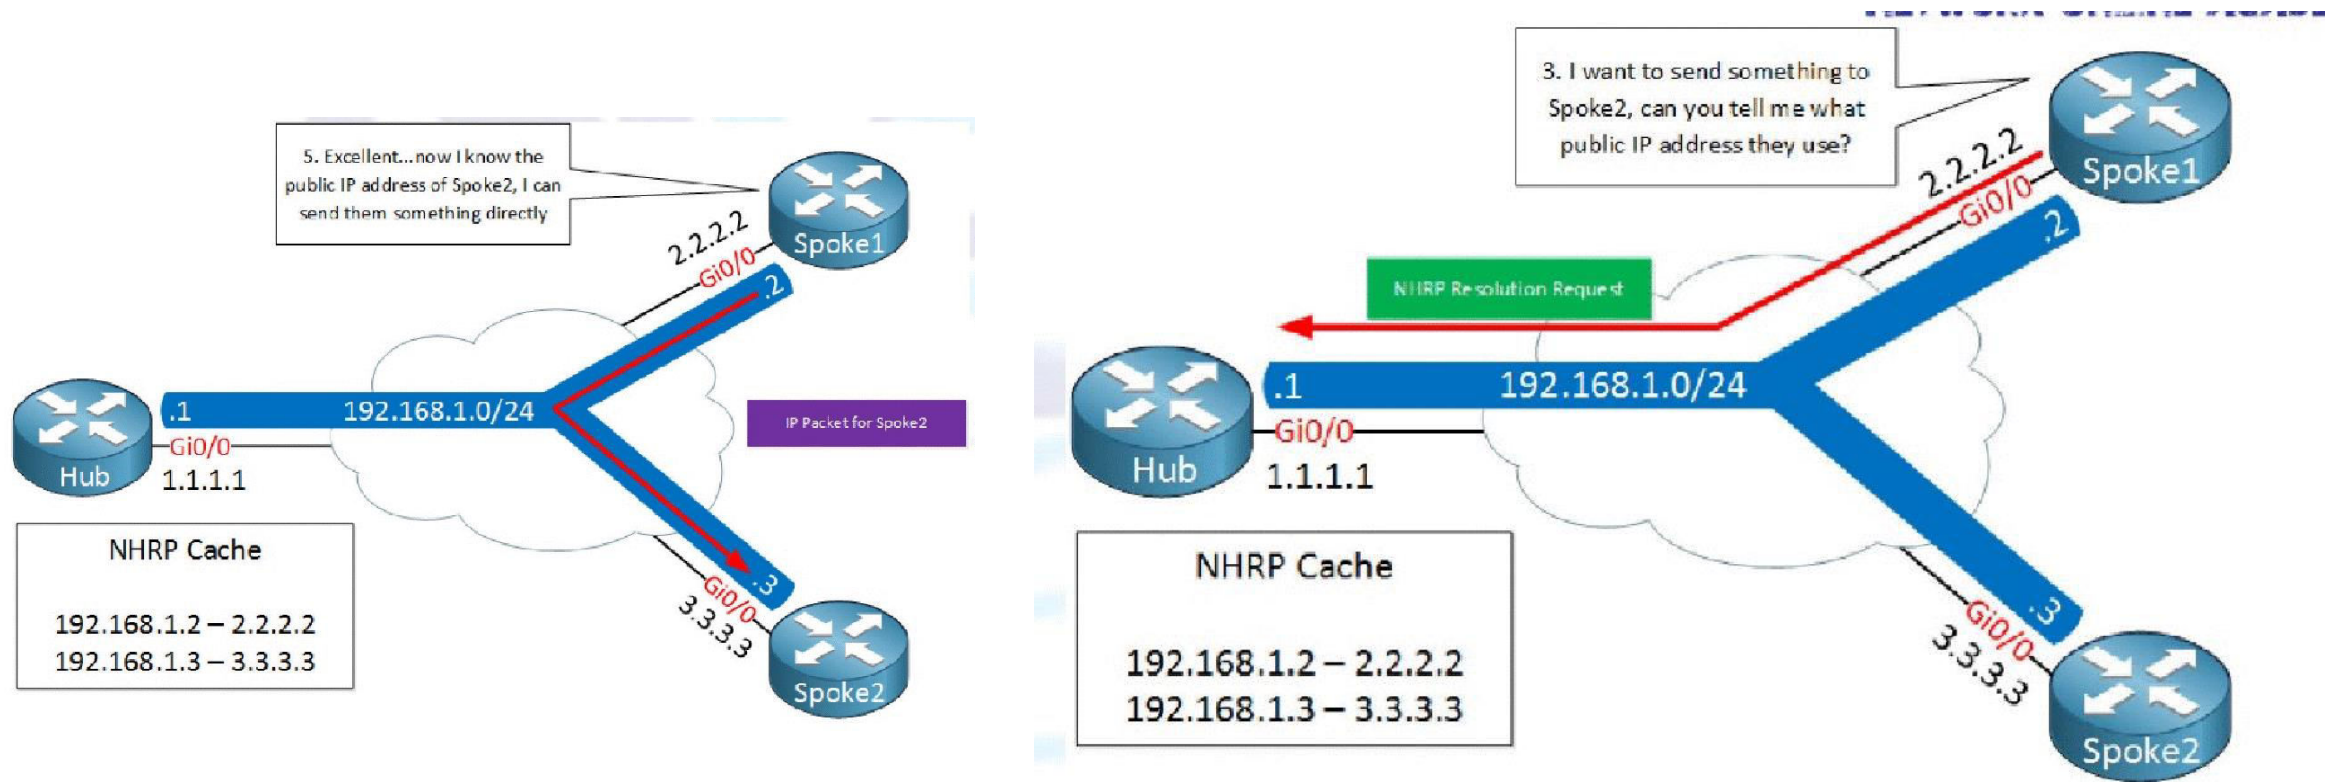 5. Excellent...now I know the
public IP address of Spoke2, I can
send them something directly
2.2.2.2
Gi0/0
Spoke1
.2
.1
192.168.1.0/24
IP Packet for Spoke2
Gi0/0
Hub
1.1.1.1
.3
Gi0/0
3.3.3.3
Spoke2
NHRP Cache
192.168.1.2 – 2.2.2.2
192.168.1.3 – 3.3.3.3
3. I want to send something to
Spoke2, can you tell me what
public IP address they use?
2.2.2.2
Gi0/0
Spoke1
.2
NHRP Resolution Request
.1
192.168.1.0/24
Gi0/0
Hub
1.1.1.1
.3
Gi0/0
3.3.3.3
Spoke2
NHRP Cache
192.168.1.2 – 2.2.2.2
192.168.1.3 – 3.3.3.3